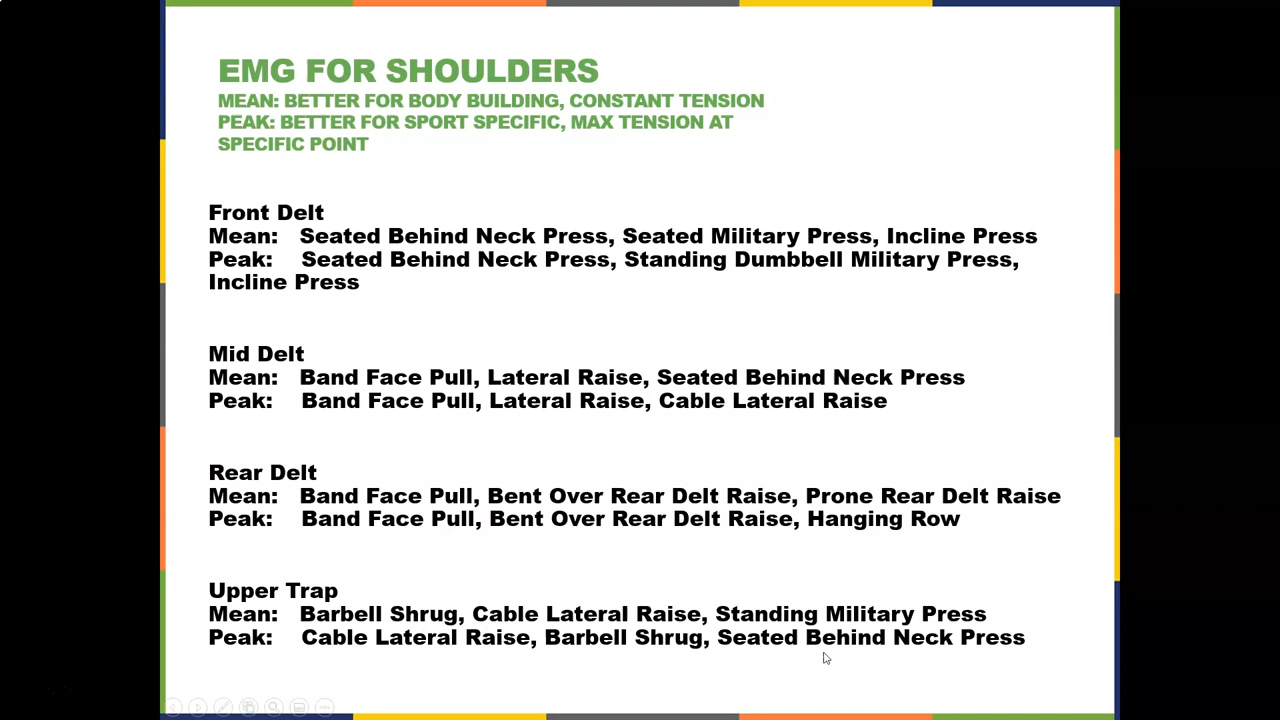 EMG FOR SHOULDERS
MEAN: BETTER FOR BODY BUILDING, CONSTANT TENSION
PEAK: BETTER FOR SPORT SPECIFIC, MAX TENSION AT
SPECIFIC POINT
Front Delt
Mean: Seated Behind Neck Press, Seated Military Press, Incline Press
Peak: Seated Behind Neck Press, Standing Dumbbell Military Press,
Incline Press
Mid Delt
Mean: Band Face Pull, Lateral Raise, Seated Behind Neck Press
Peak: Band Face Pull, Lateral Raise, Cable Lateral Raise
Rear Delt
Mean: Band Face Pull, Bent Over Rear Delt Raise, Prone Rear Delt Raise
Peak: Band Face Pull, Bent Over Rear Delt Raise, Hanging Row
Upper Trap
Mean: Barbell Shrug, Cable Lateral Raise, Standing Military Press
Peak: Cable Lateral Raise, Barbell Shrug, Seated Behind Neck Press